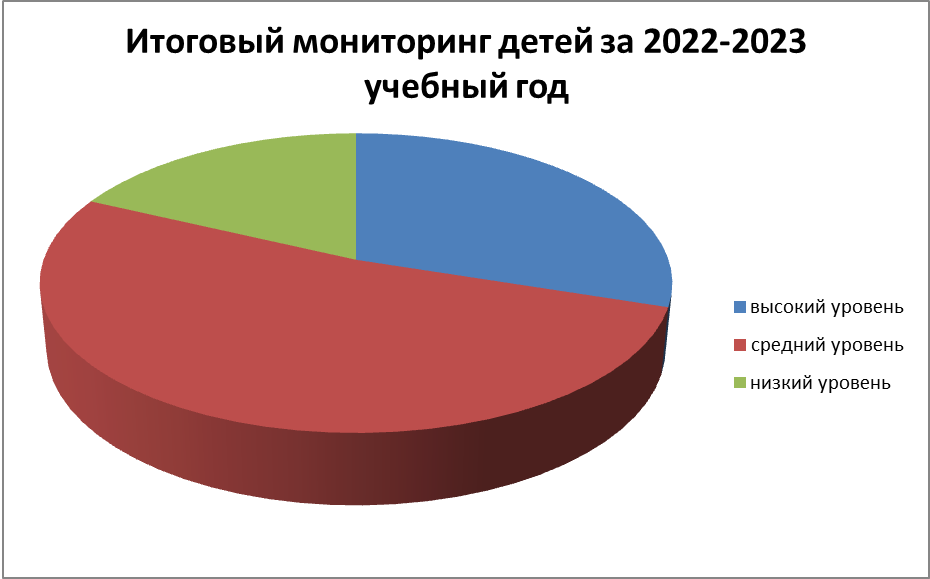 Итоговый мониторинг детей за 2022-2023
учебный год
высокий уровень
средний уровень
низкий уровень